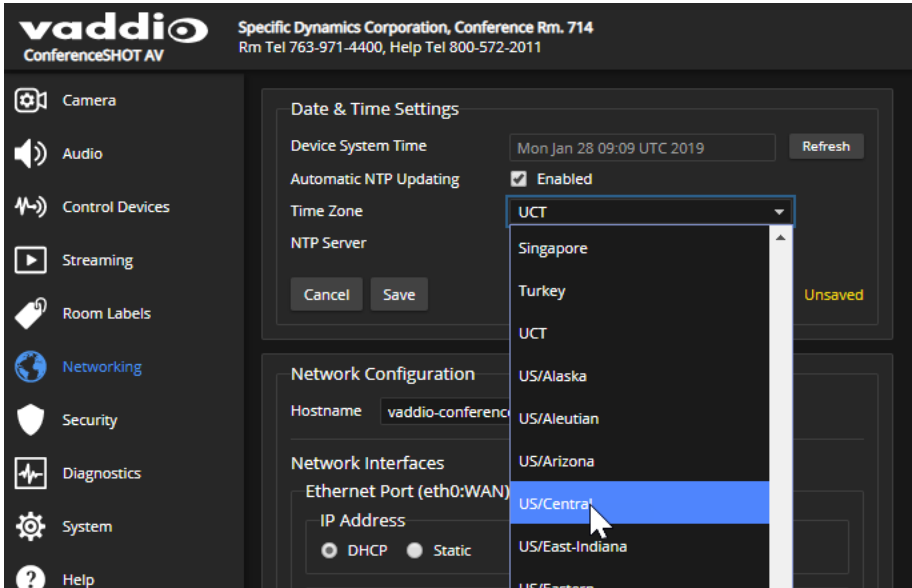 vaddio
ConferenceSHOT AV
Specific Dynamics Corporation, Conference Rm. 714
Rm Tel 763-971-4400, Help Tel 800-572-2011
Camera
Audio
Control Devices
Streaming
Room Labels
Networking
Security
Diagnostics
System
Help
Date & Time Settings
Device System Time Mon Jan 28 09:09 UTC 2019 Refresh
Automatic NTP Updating Enabled
Time Zone UCT
NTP Server
Cancel Save Unsaved
Singapore
Turkey
UCT
US/Alaska
US/Aleutian
US/Arizona
US/Central
US/East-Indiana
US/Eastern
Network Configuration
Hostname vaddio-conference
Network Interfaces
Ethernet Port (eth0:WAN)
IP Address
DHCP Static